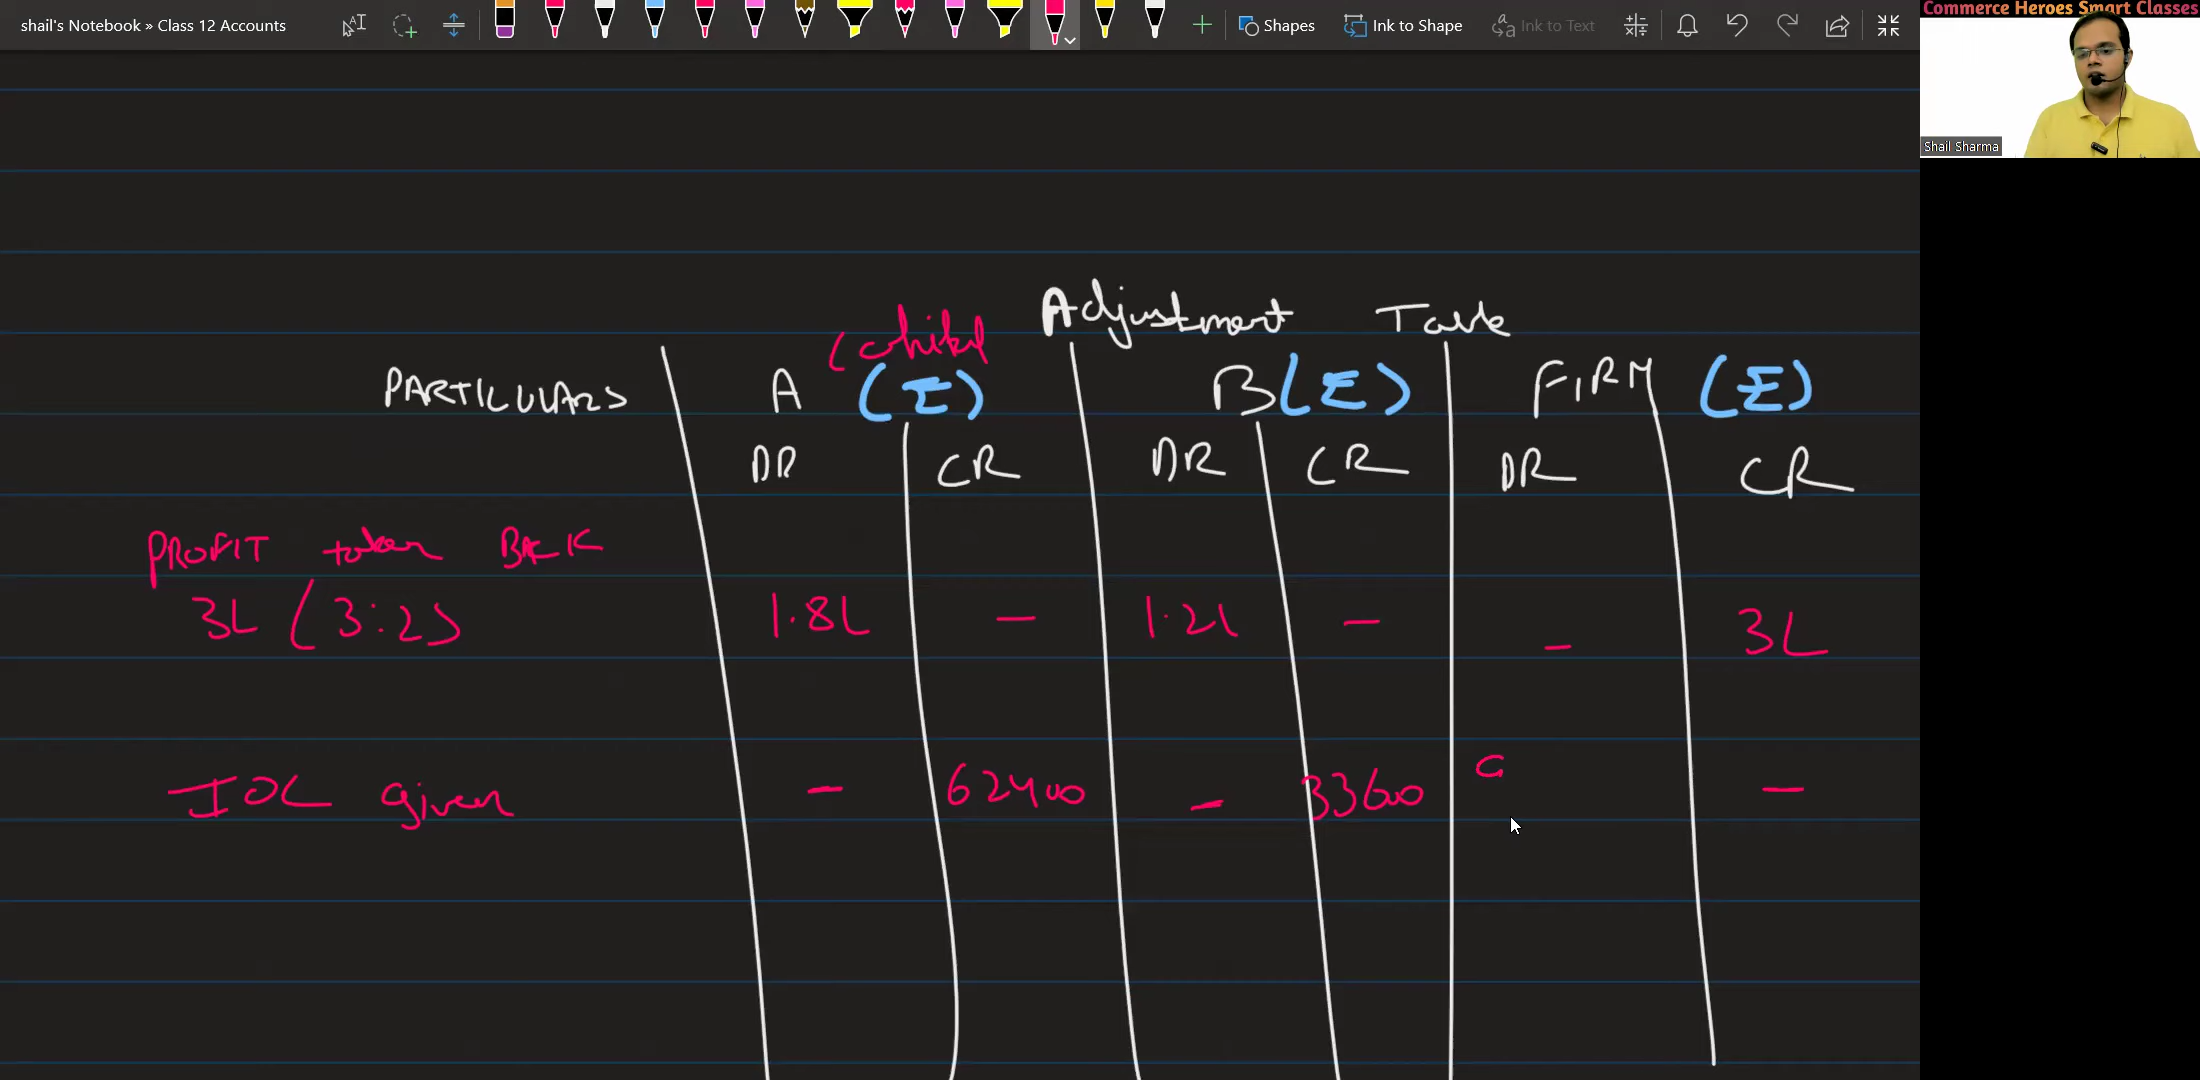 shail's Notebook » Class 12 Accounts
Shapes Ink to Shape Ink to Text
Commerce Heroes Smart Classes
Shail Sharma
Adjustment Table
PARTICULARS A (Σ) B (Σ) FIRM (Σ)
DR CR DR CR DR CR
PROFIT taken BACK
3L (3:2) 1.8L — 1.2L — — 3L
IOC given — 62400 — 33600 —